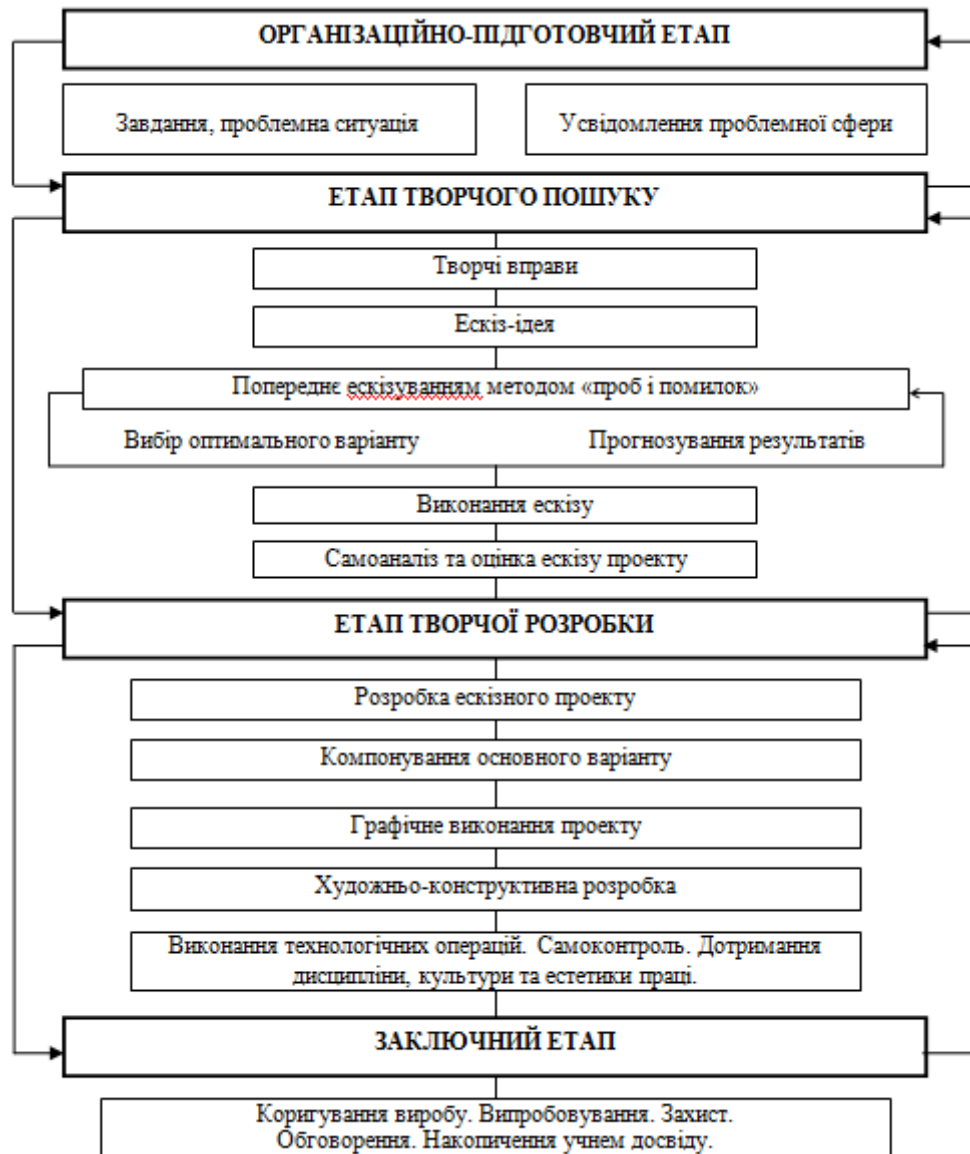 ОРГАНІЗАЦІЙНО-ПІДГОТОВЧИЙ ЕТАП
Завдання, проблемна ситуація
Усвідомлення проблемної сфери
ЕТАП ТВОРЧОГО ПОШУКУ
Творчі вправи
Ескіз-ідея
Попереднє ескізуванням методом «проб і помилок»
Вибір оптимального варіанту
Прогнозування результатів
Виконання ескізу
Самоаналіз та оцінка ескізу проекту
ЕТАП ТВОРЧОЇ РОЗРОБКИ
Розробка ескізного проекту
Компонування основного варіанту
Графічне виконання проекту
Художньо-конструктивна розробка
Виконання технологічних операцій. Самоконтроль. Дотримання
дисципліни, культури та естетики праці.
ЗАКЛЮЧНИЙ ЕТАП
Коригування виробу. Випробовування. Захист.
Обговорення. Накопичення учнем досвіду.